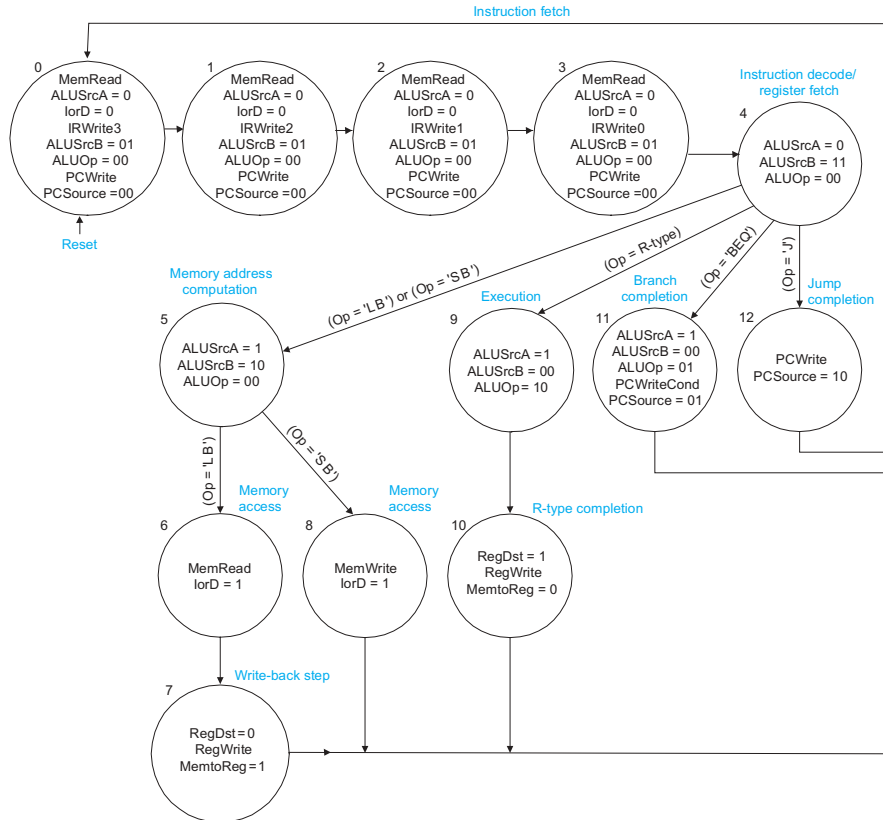 Instruction fetch
0
MemRead
ALUSrcA = 0
IorD = 0
IRWrite3
ALUSrcB = 01
ALUOp = 00
PCWrite
PCSource =00
Reset
1
MemRead
ALUSrcA = 0
IorD = 0
IRWrite2
ALUSrcB = 01
ALUOp = 00
PCWrite
PCSource =00
2
MemRead
ALUSrcA = 0
IorD = 0
IRWrite1
ALUSrcB = 01
ALUOp = 00
PCWrite
PCSource =00
3
MemRead
ALUSrcA = 0
IorD = 0
IRWrite0
ALUSrcB = 01
ALUOp = 00
PCWrite
PCSource =00
Instruction decode/
register fetch
4
ALUSrcA = 0
ALUSrcB = 11
ALUOp = 00
(Op = 'LB') or (Op = 'SB')
(Op = R-type)
(Op = 'BEQ')
(Op = 'J')
Memory address
computation
5
ALUSrcA = 1
ALUSrcB = 10
ALUOp = 00
Execution
9
ALUSrcA =1
ALUSrcB = 00
ALUOp = 10
Branch
completion
11
ALUSrcA = 1
ALUSrcB = 00
ALUOp = 01
PCWriteCond
PCSource = 01
Jump
completion
12
PCWrite
PCSource = 10
(Op = 'LB')
(Op = 'SB')
Memory
access
6
MemRead
IorD = 1
Memory
access
8
MemWrite
IorD = 1
R-type completion
10
RegDst = 1
RegWrite
MemtoReg = 0
Write-back step
7
RegDst = 0
RegWrite
MemtoReg = 1